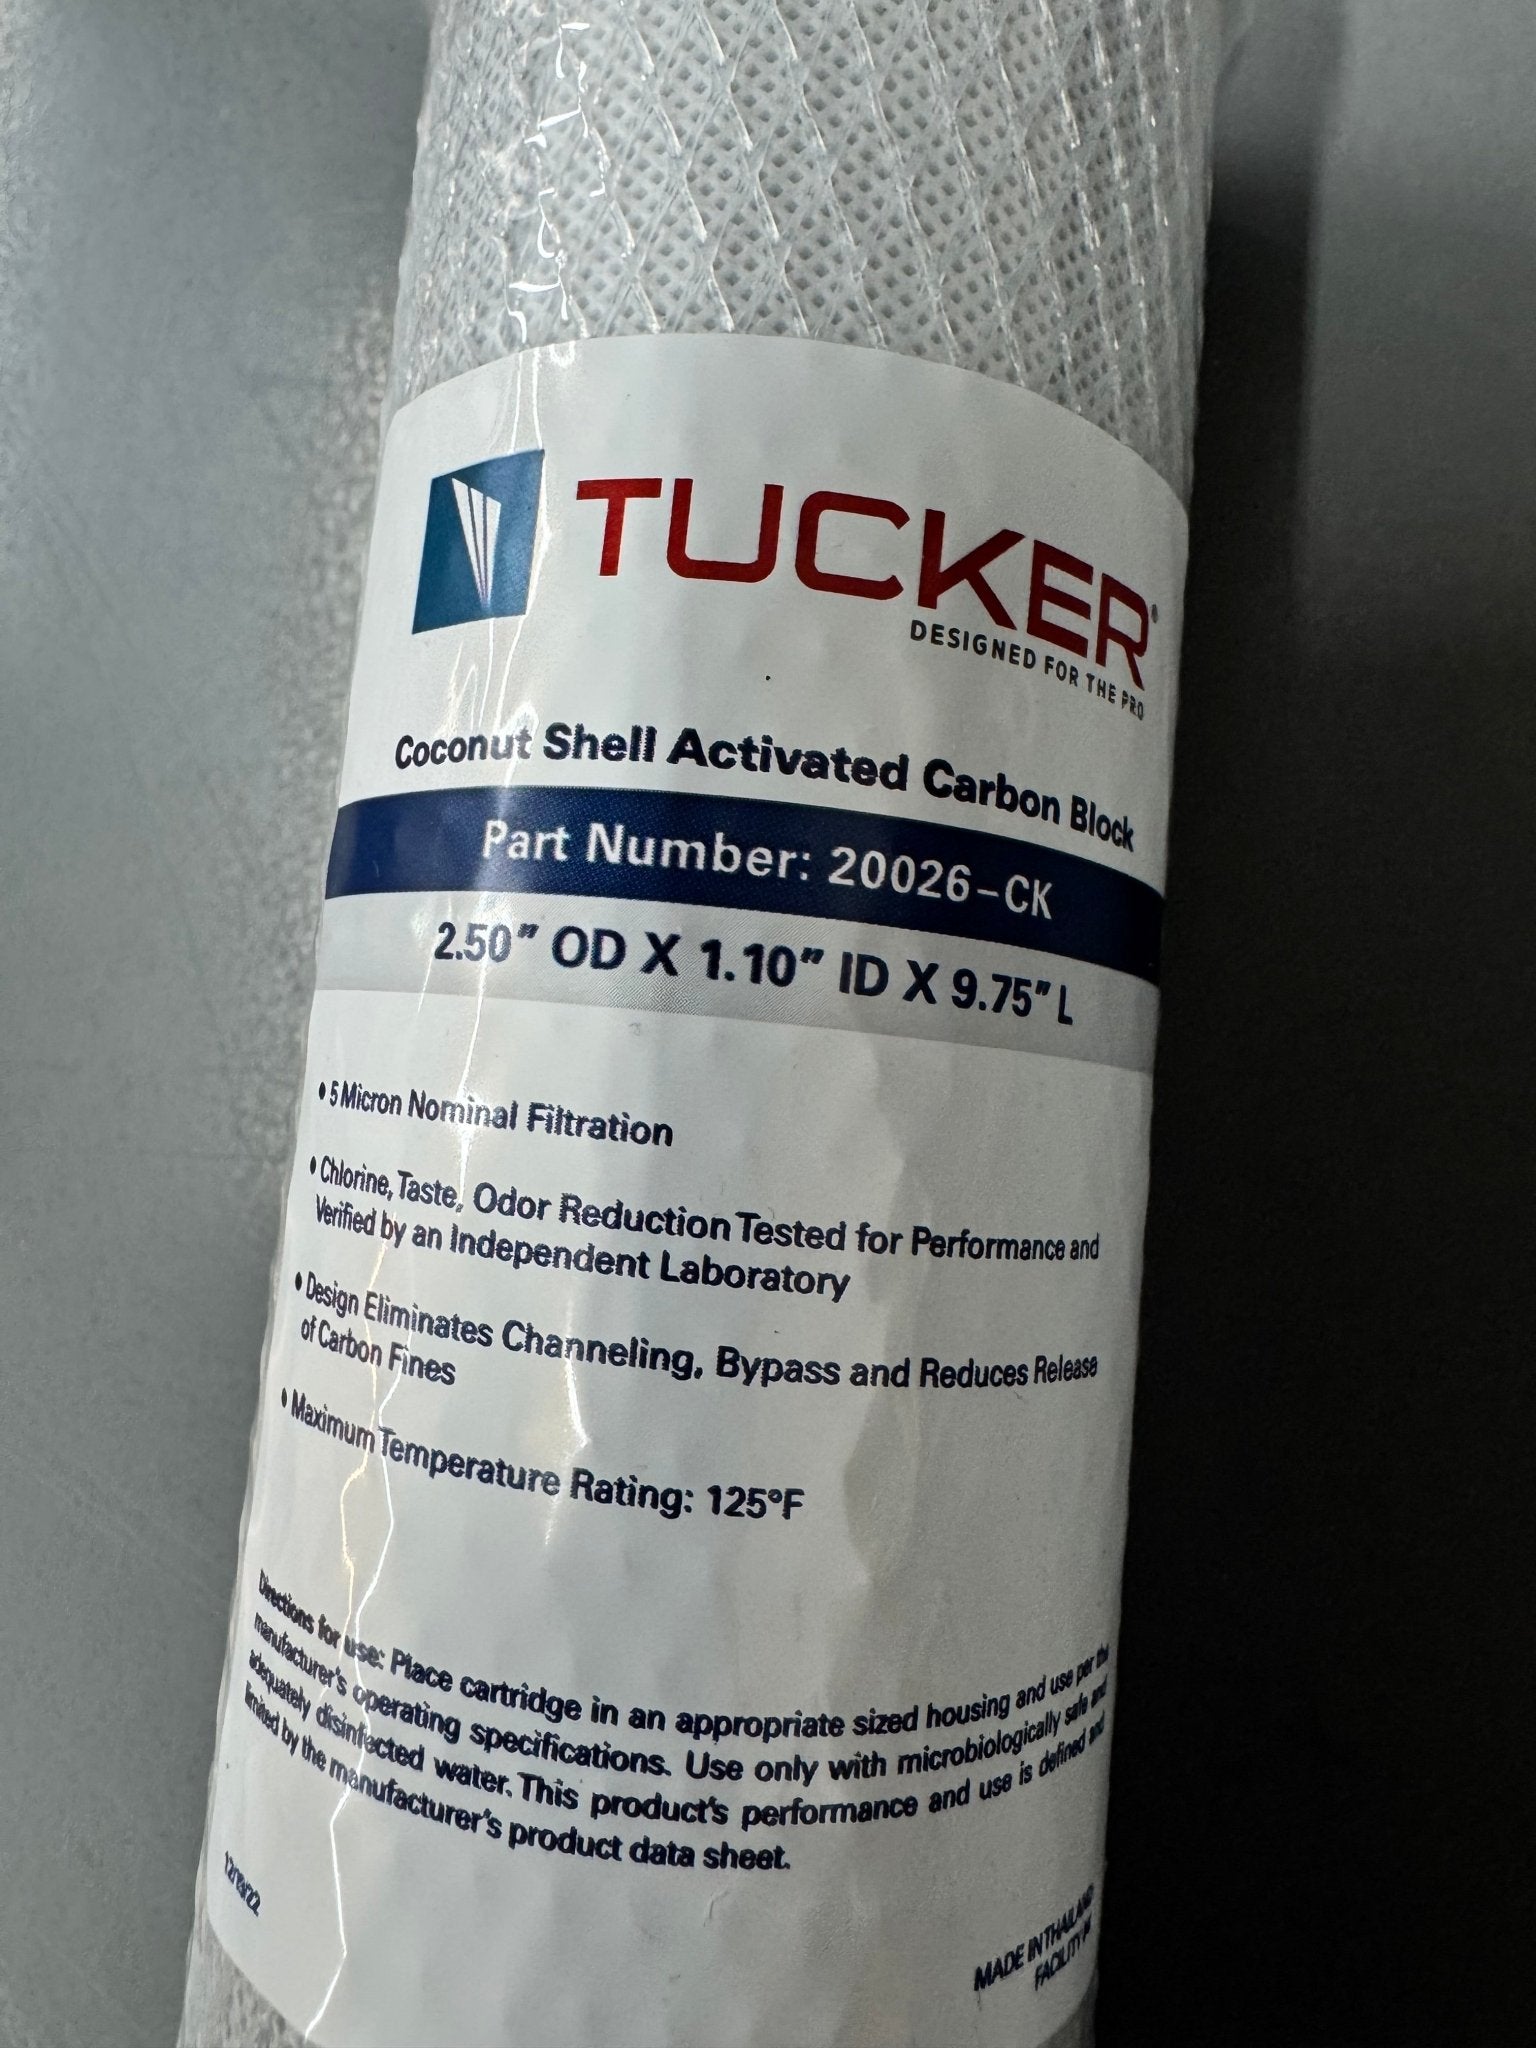 TUCKER®
DESIGNED FOR THE PRO
Coconut Shell Activated Carbon Block
Part Number: 20026-CK
2.50" OD X 1.10" ID X 9.75" L
• 5 Micron Nominal Filtration
• Chlorine, Taste, Odor Reduction Tested for Performance and
Verified by an Independent Laboratory
• Design Eliminates Channeling, Bypass and Reduces Release
of Carbon Fines
• Maximum Temperature Rating: 125°F
Directions for use: Place cartridge in an appropriate sized housing and use per the
manufacturer's operating specifications. Use only with microbiologically safe and
adequately disinfected water. This product's performance and use is defined and
limited by the manufacturer's product data sheet.
MADE IN THAILAND
FACILITY